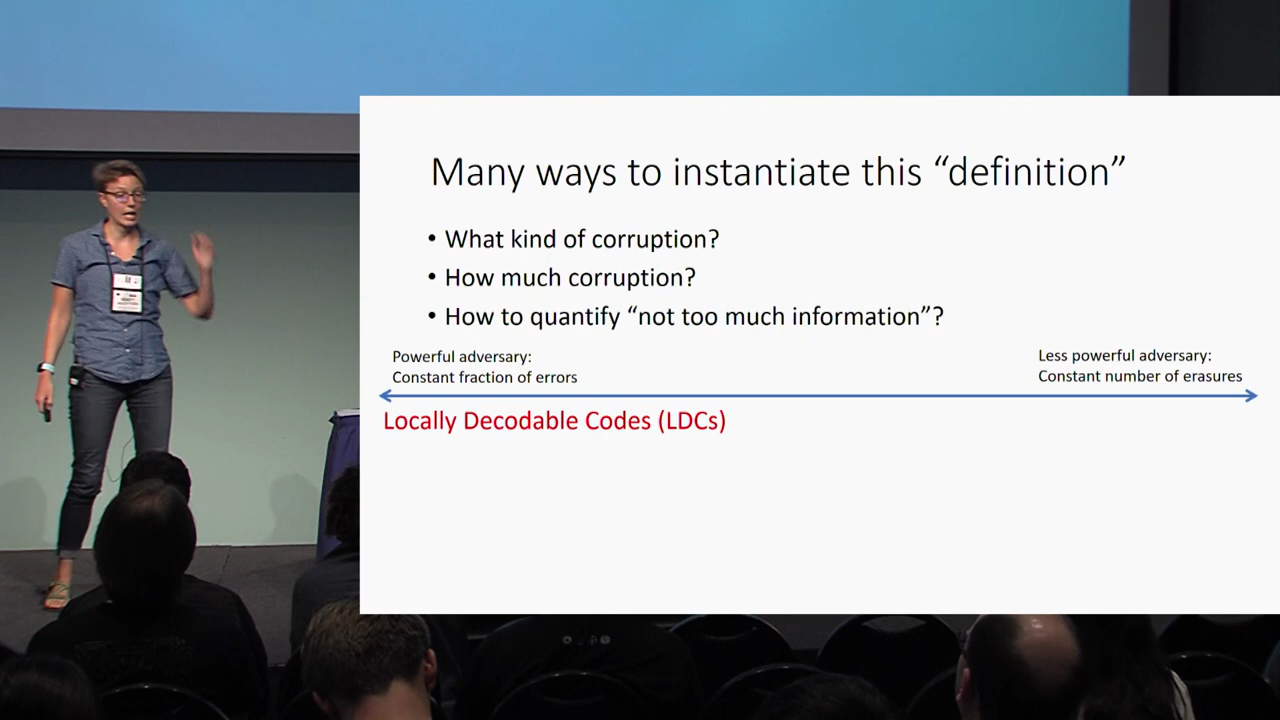 Many ways to instantiate this “definition”
• What kind of corruption?
• How much corruption?
• How to quantify “not too much information”?
Powerful adversary:
Constant fraction of errors
Less powerful adversary:
Constant number of erasures
Locally Decodable Codes (LDCs)